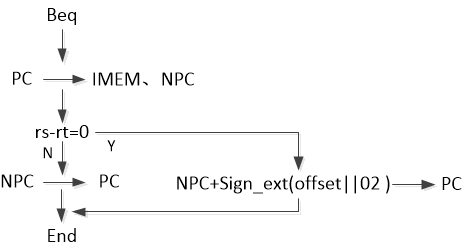 Beq
PC IMEM、NPC
rs-rt=0
N Y
NPC PC NPC+Sign_ext(offset||02 ) PC
End